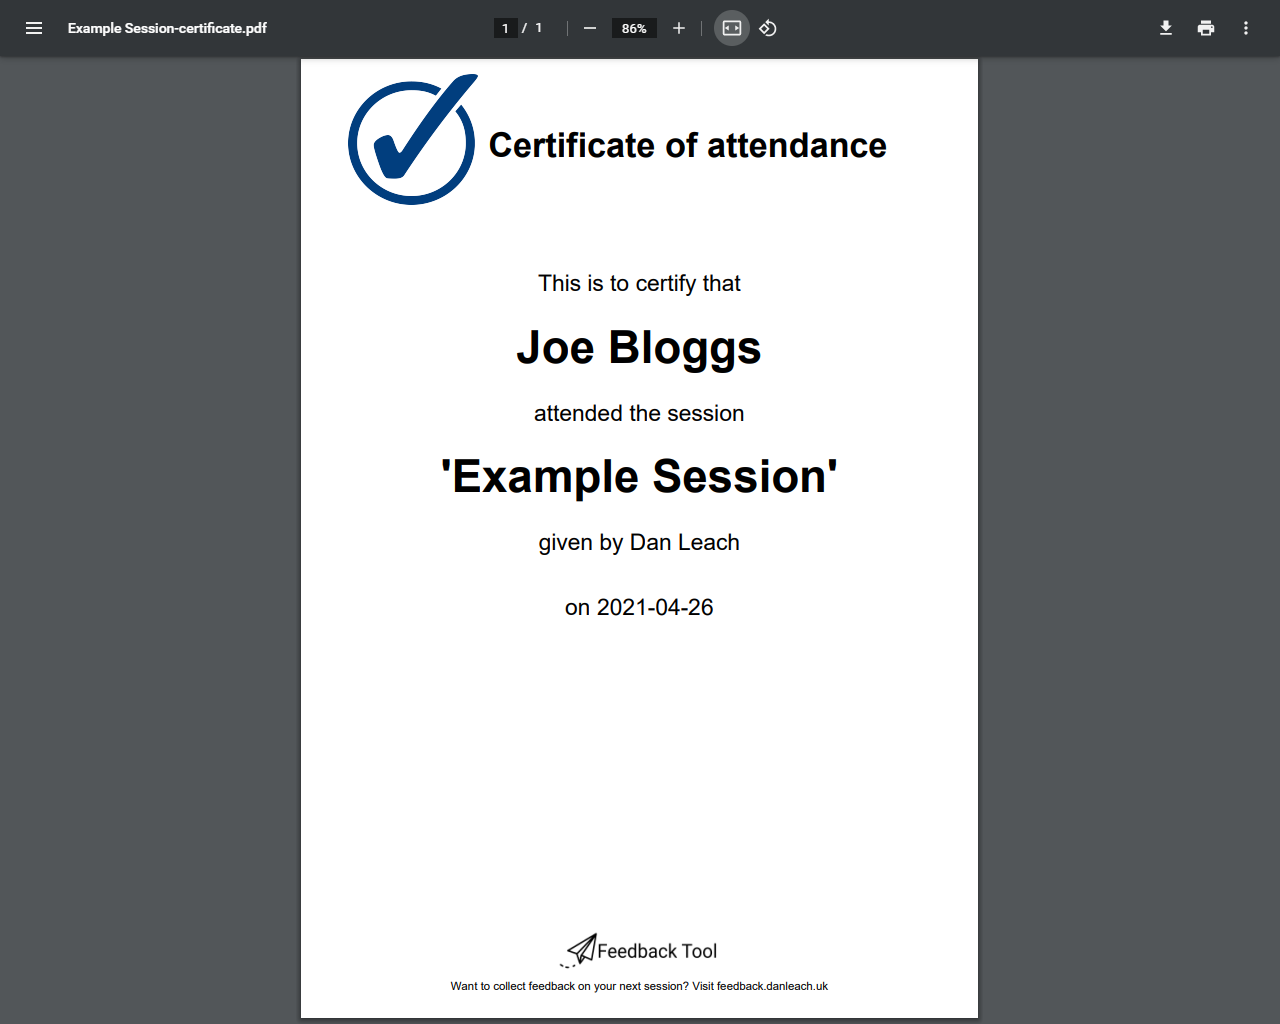 Example Session-certificate.pdf
1 / 1
86%
Certificate of attendance
This is to certify that
Joe Bloggs
attended the session
'Example Session'
given by Dan Leach
on 2021-04-26
Feedback Tool
Want to collect feedback on your next session? Visit feedback.danleach.uk